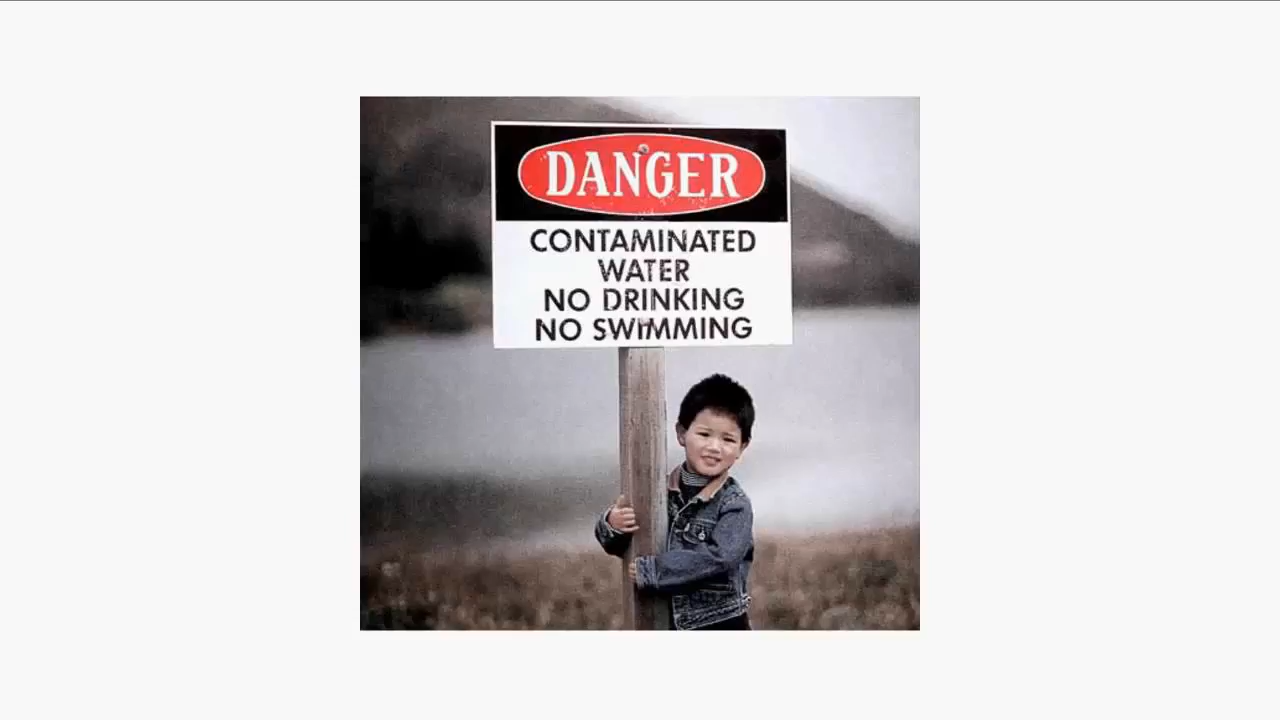 DANGER
CONTAMINATED
WATER
NO DRINKING
NO SWIMMING